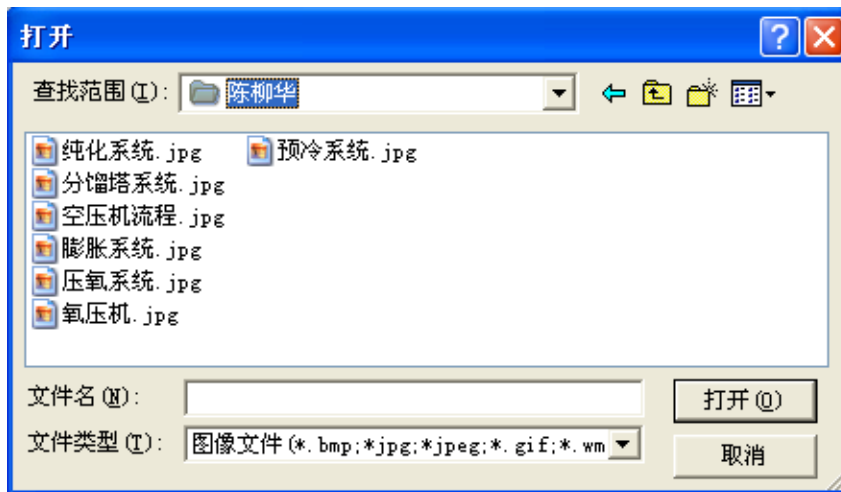 打开
查找范围(I): 陈柳华
纯化系统.jpg 预冷系统.jpg
分馏塔系统.jpg
空压机流程.jpg
膨胀系统.jpg
压氧系统.jpg
氧压机.jpg
文件名(N): 打开(O)
文件类型(T): 图像文件(*.bmp;*jpg;*jpeg;*.gif;*.wm 取消